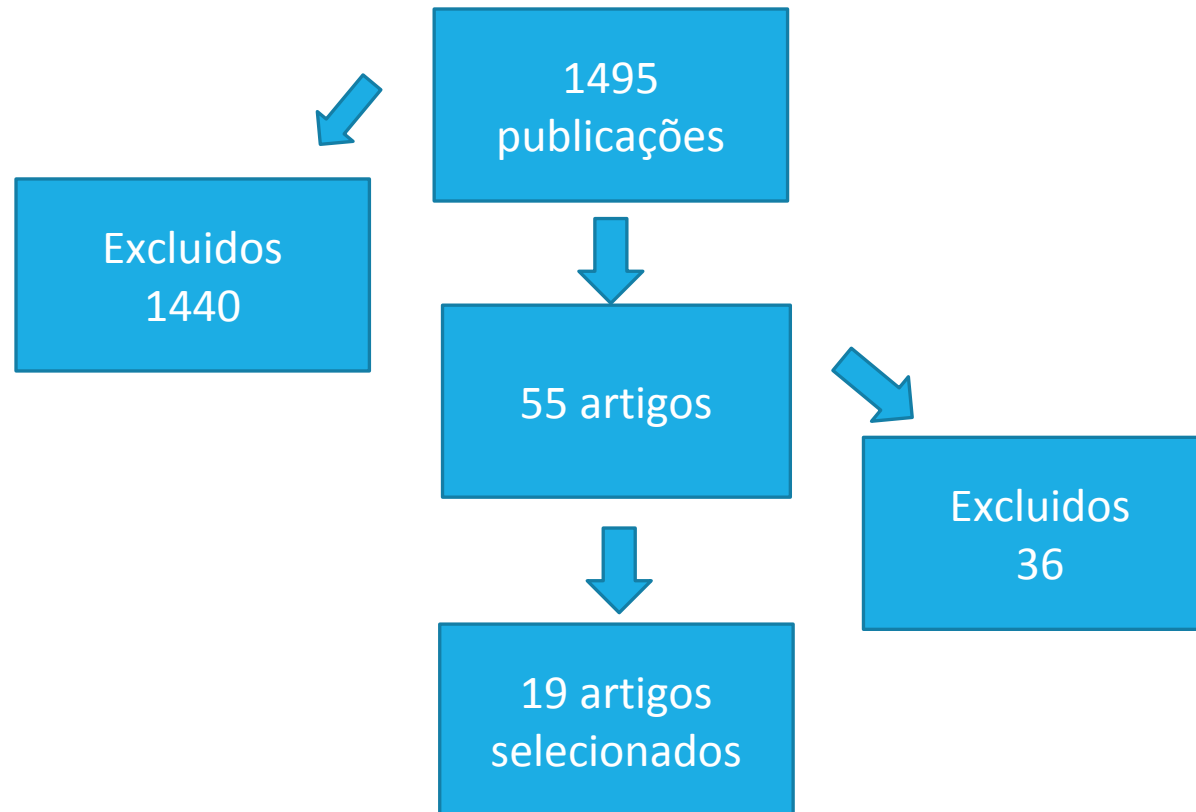 1495
publicações
Excluidos
1440
55 artigos
Excluidos
36
19 artigos
selecionados